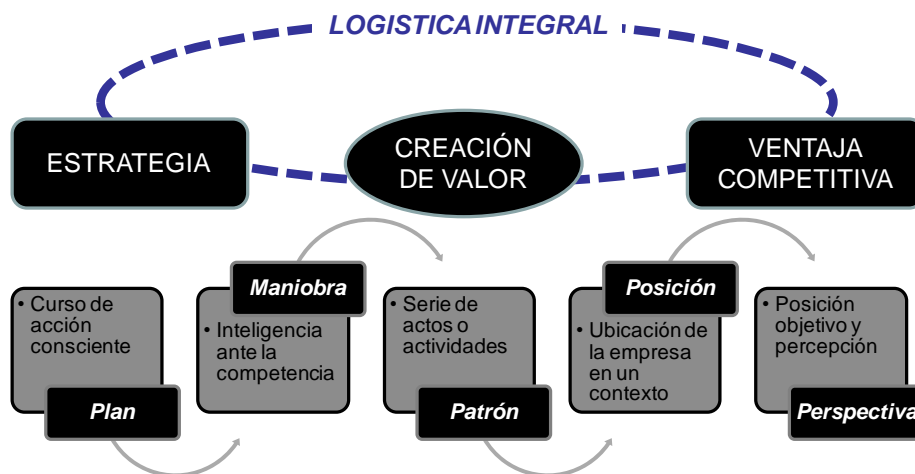 LOGISTICA INTEGRAL
ESTRATEGIA
CREACIÓN
DE VALOR
VENTAJA
COMPETITIVA
• Curso de
acción
consciente
Plan
Maniobra
• Inteligencia
ante la
competencia
• Serie de
actos o
actividades
Patrón
Posición
• Ubicación de
la empresa
en un
contexto
• Posición
objetivo y
percepción
Perspectiva